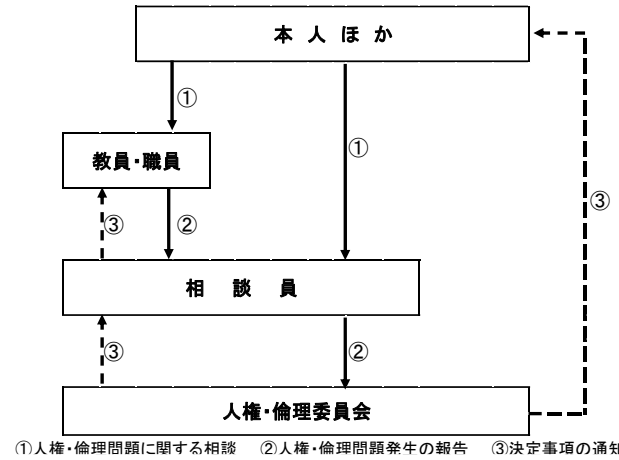 本人ほか
①
教員・職員
①
③
②
③
相談員
③
②
人権・倫理委員会
①人権・倫理問題に関する相談 ②人権・倫理問題発生の報告 ③決定事項の通知